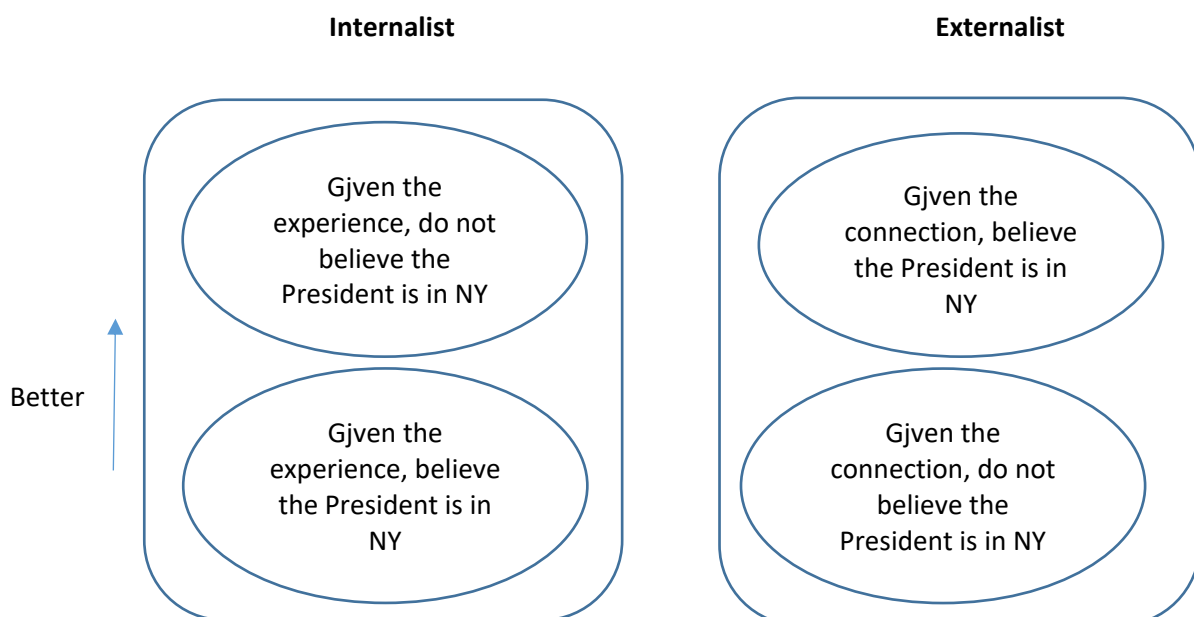 Internalist
Externalist
Gjven the
experience, do not
believe the
President is in NY
Gjven the
connection, believe
the President is in
NY
Better
Gjven the
experience, believe
the President is in
NY
Gjven the
connection, do not
believe the
President is in NY